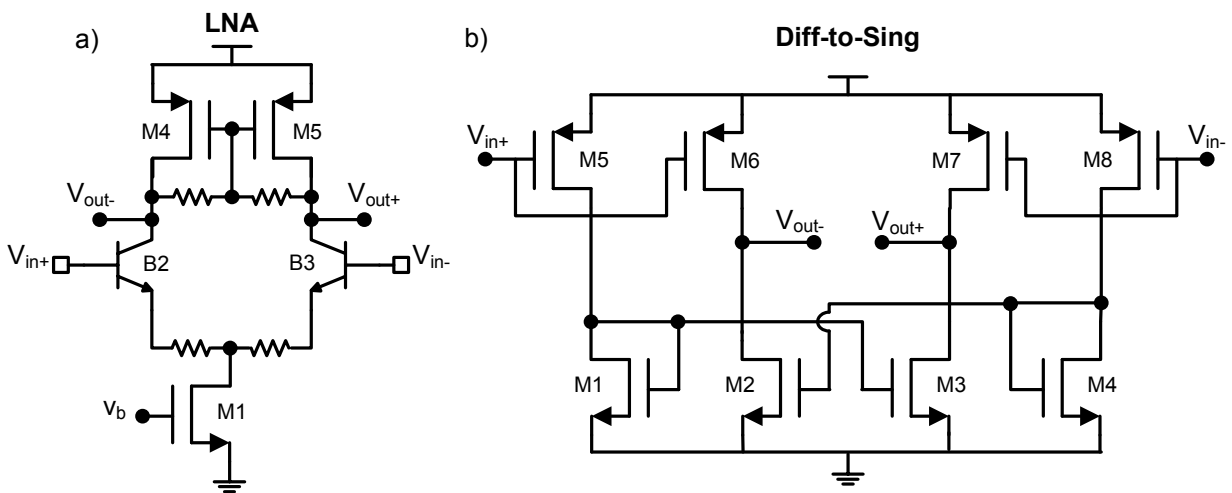 a)
LNA
M4
M5
Vout-
Vout+
Vin+
B2
B3
Vin-
vb
M1
b)
Diff-to-Sing
Vin+
M5
M6
M7
M8
Vin-
Vout-
Vout+
M1
M2
M3
M4